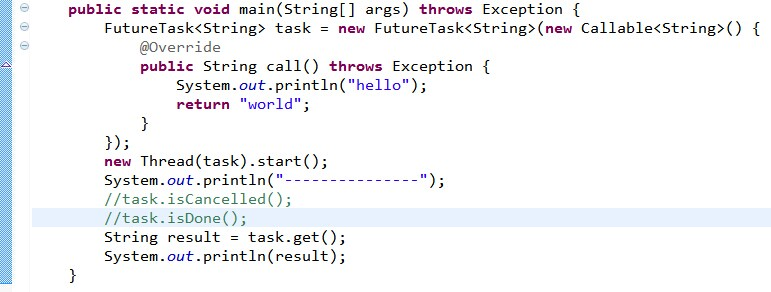 public static void main(String[] args) throws Exception {
    FutureTask<String> task = new FutureTask<String>(new Callable<String>() {
        @Override
        public String call() throws Exception {
            System.out.println("hello");
            return "world";
        }
    });
    new Thread(task).start();
    System.out.println("---------------");
    //task.isCancelled();
    //task.isDone();
    String result = task.get();
    System.out.println(result);
}